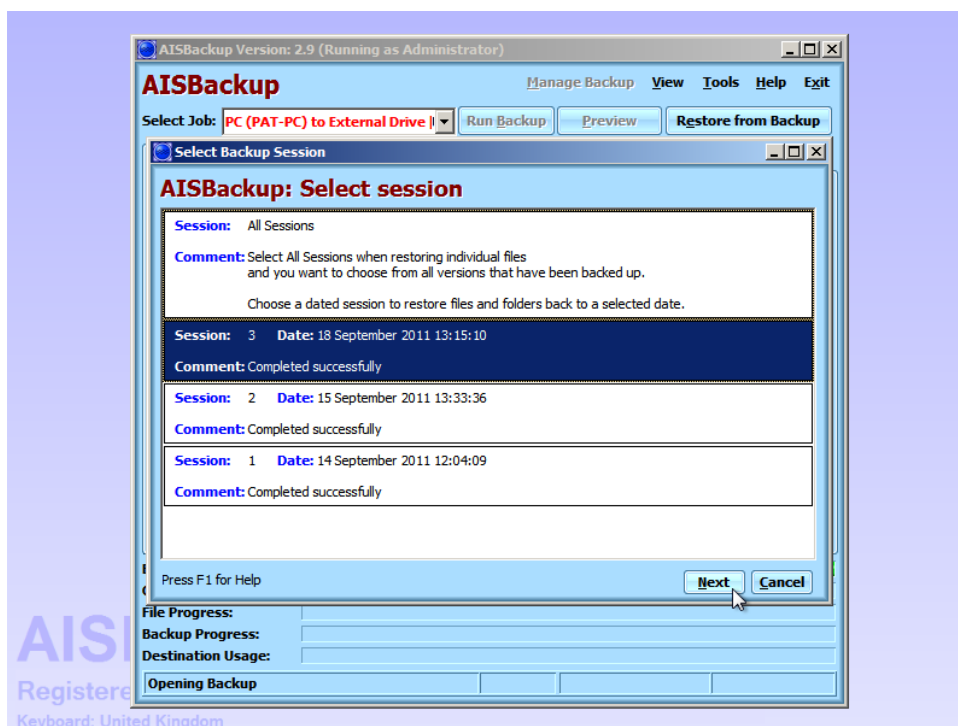 AISBackup Version: 2.9 (Running as Administrator)
AISBackup
Manage Backup View Tools Help Exit
Select Job: PC (PAT-PC) to External Drive Run Backup Preview Restore from Backup
Select Backup Session
AISBackup: Select session
Session: All Sessions
Comment: Select All Sessions when restoring individual files
and you want to choose from all versions that have been backed up.
Choose a dated session to restore files and folders back to a selected date.
Session: 3 Date: 18 September 2011 13:15:10
Comment: Completed successfully
Session: 2 Date: 15 September 2011 13:33:36
Comment: Completed successfully
Session: 1 Date: 14 September 2011 12:04:09
Comment: Completed successfully
Press F1 for Help
Next Cancel
File Progress:
Backup Progress:
Destination Usage:
Opening Backup
AIS
Registere
Keyboard: United Kingdom